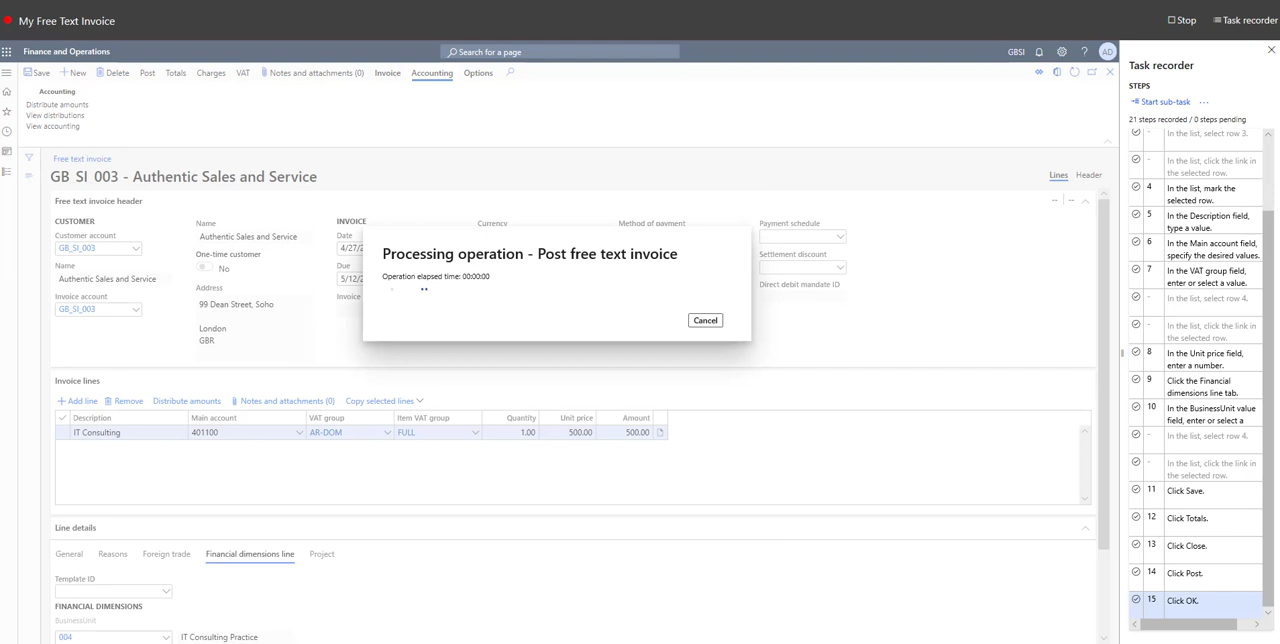 My Free Text Invoice
Stop
Task recorder
Finance and Operations
Search for a page
GBSI
?
AD
Save
New
Delete
Post
Totals
Charges
VAT
Notes and attachments (0)
Invoice
Accounting
Options
Accounting
Distribute amounts
View distributions
View accounting
Free text invoice
GB_SI_003 - Authentic Sales and Service
Lines
Header
Free text invoice header
CUSTOMER
Customer account
GB_SI_003
Name
Authentic Sales and Service
Invoice account
GB_SI_003
Name
Authentic Sales and Service
One-time customer
No
Address
99 Dean Street, Soho
London
GBR
INVOICE
Date
4/27/2
Due
5/12/2
Invoice
Currency
Method of payment
Payment schedule
Settlement discount
Direct debit mandate ID
Processing operation - Post free text invoice
Operation elapsed time: 00:00:00
Cancel
Invoice lines
Add line
Remove
Distribute amounts
Notes and attachments (0)
Copy selected lines
Description
Main account
VAT group
Item VAT group
Quantity
Unit price
Amount
IT Consulting
401100
AR-DOM
FULL
1.00
500.00
500.00
Line details
General
Reasons
Foreign trade
Financial dimensions line
Project
Template ID
FINANCIAL DIMENSIONS
BusinessUnit
004
IT Consulting Practice
Task recorder
STEPS
Start sub-task
...
21 steps recorded / 0 steps pending
- In the list, select row 3.
- In the list, click the link in
the selected row.
4 In the list, mark the
selected row.
5 In the Description field,
type a value.
6 In the Main account field,
specify the desired values.
7 In the VAT group field,
enter or select a value.
- In the list, select row 4.
- In the list, click the link in
the selected row.
8 In the Unit price field,
enter a number.
9 Click the Financial
dimensions line tab.
10 In the BusinessUnit value
field, enter or select a
- In the list, select row 4.
- In the list, click the link in
the selected row.
11 Click Save.
12 Click Totals.
13 Click Close.
14 Click Post.
15 Click OK.